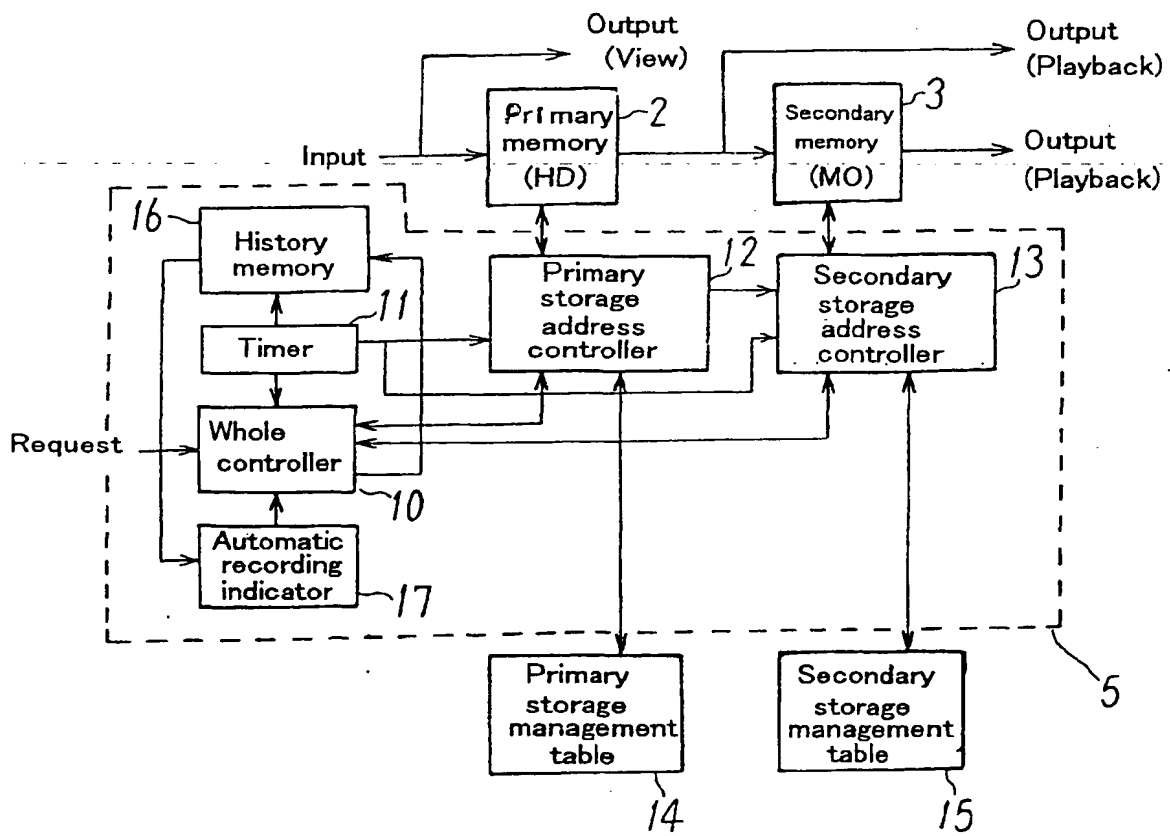 Output
(View)
Output
(Playback)
2
3
Primary
memory
(HD)
Secondary
memory
(MO)
Input
Output
(Playback)
16
History
memory
12
Primary
storage
address
controller
13
Secondary
storage
address
controller
11
Timer
Request
Whole
controller
10
Automatic
recording
indicator
17
5
Primary
storage
management
table
14
Secondary
storage
management
table
15